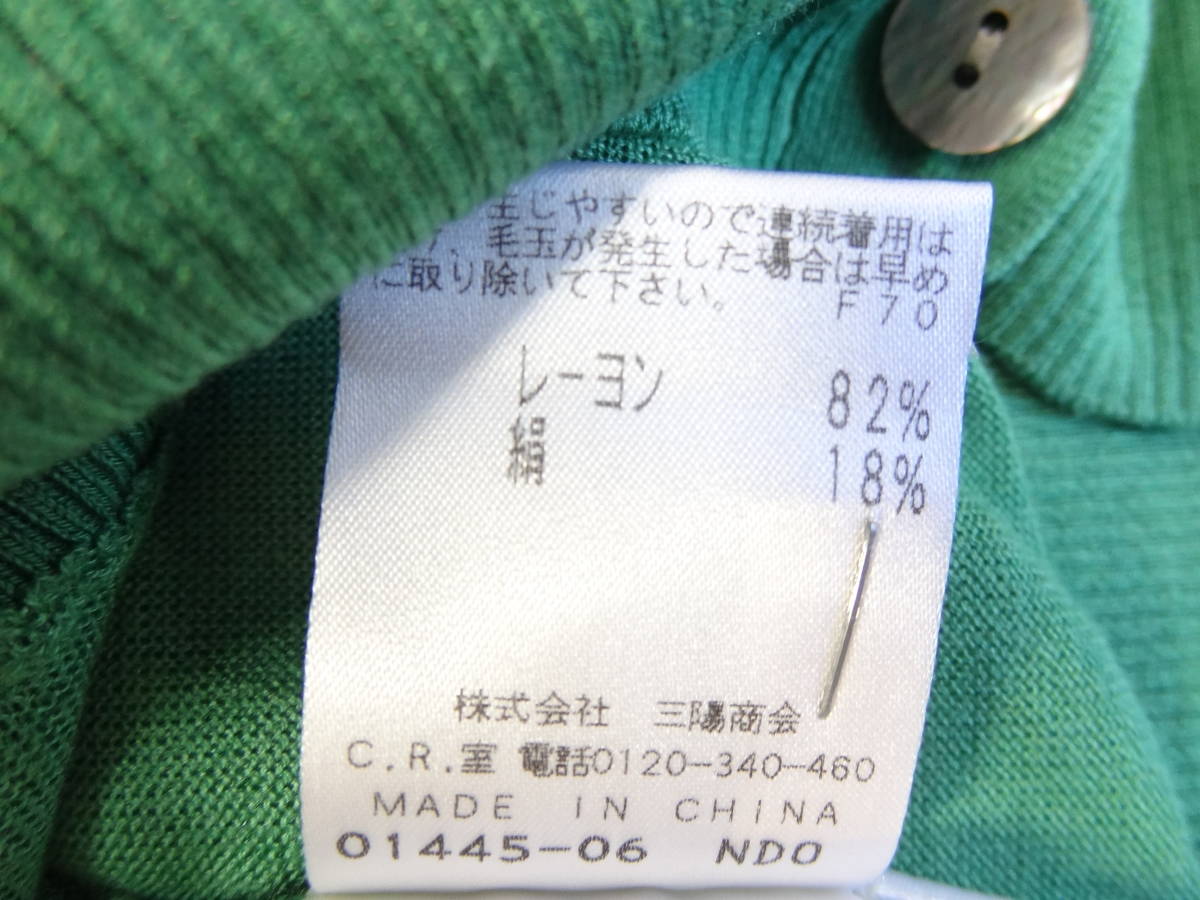 じやすいので連続着用は
、毛玉が発生した場合は早め
に取り除いて下さい。 F70
レーヨン 82%
絹 18%
株式会社 三陽商会
C.R.室 電話0120-340-460
MADE IN CHINA
01445-06 NDO